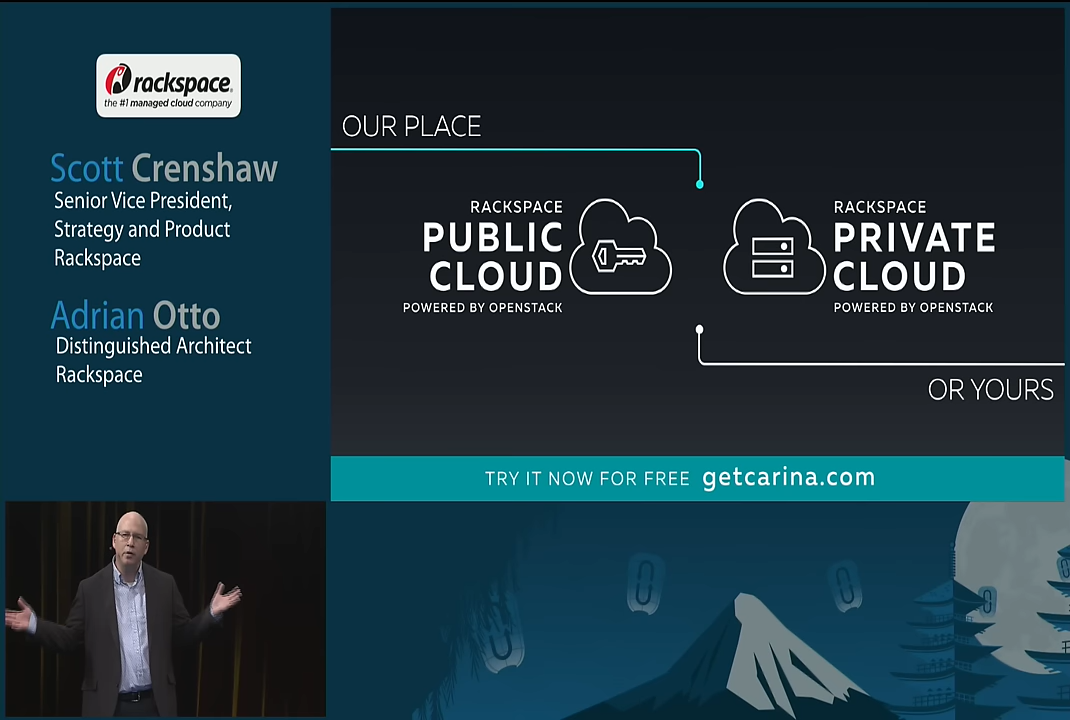 rackspace.
the #1 managed cloud company
Scott Crenshaw
Senior Vice President,
Strategy and Product
Rackspace
Adrian Otto
Distinguished Architect
Rackspace
OUR PLACE
RACKSPACE
PUBLIC
CLOUD
POWERED BY OPENSTACK
RACKSPACE
PRIVATE
CLOUD
POWERED BY OPENSTACK
OR YOURS
TRY IT NOW FOR FREE getcarina.com